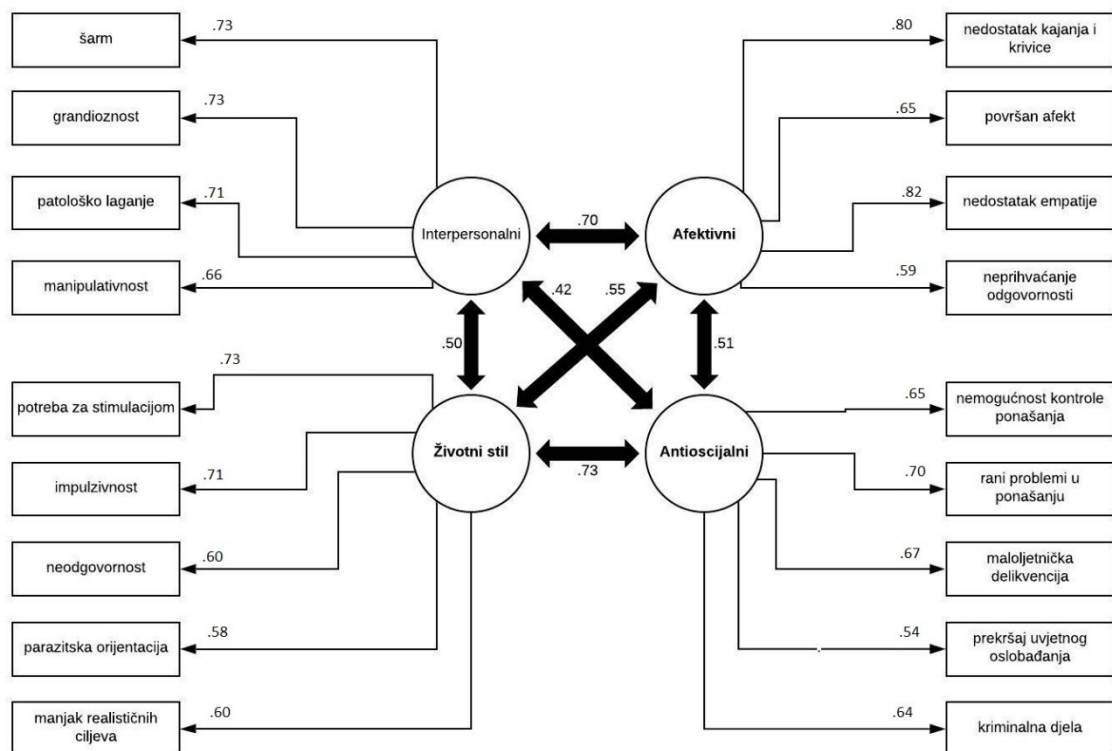 .73
šarm
.73
grandioznost
.71
patološko laganje
.66
manipulativnost
.80
nedostatak kajanja i
krivice
.65
površan afekt
.82
nedostatak empatije
.59
neprihvaćanje
odgovornosti
Interpersonalni
.70
Afektivni
.42
.55
.50
.51
Životni stil
.73
Antioscijalni
.73
potreba za stimulacijom
.71
impulzivnost
.60
neodgovornost
.58
parazitska orijentacija
.60
manjak realističnih
ciljeva
.65
nemogućnost kontrole
ponašanja
.70
rani problemi u
ponašanju
.67
maloljetnička
delikvencija
.54
prekršaj uvjetnog
oslobađanja
.64
kriminalna djela